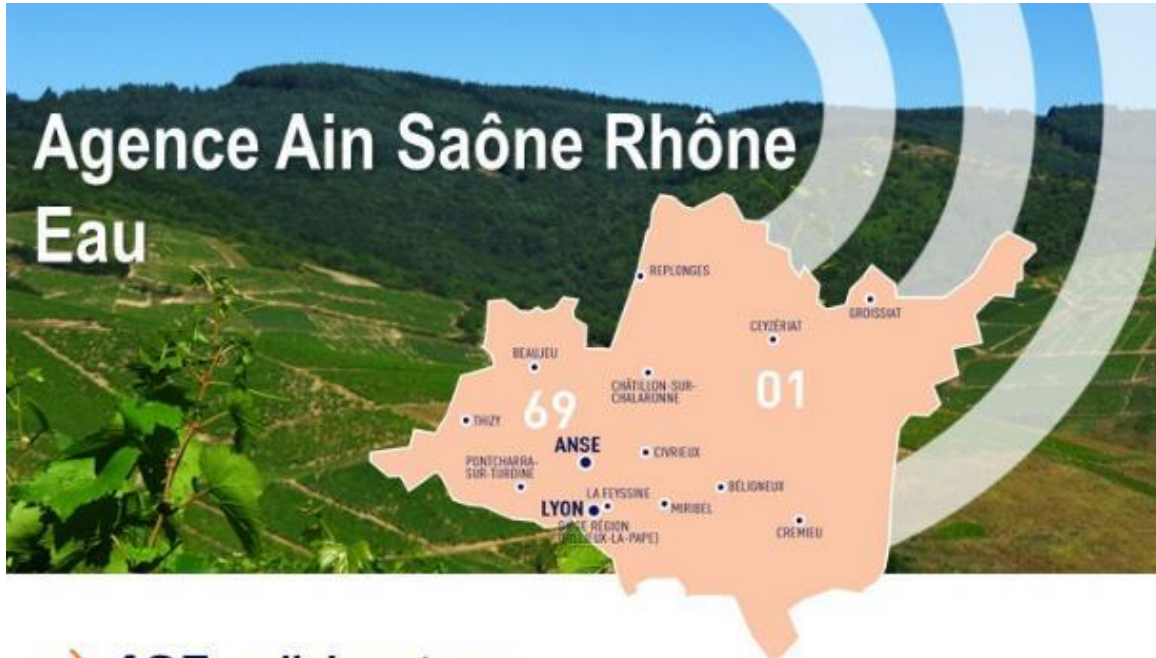 Agence Ain Saône Rhône
Eau
REPLONGES
GROISSIAT
CEYZÉRIAT
BEAUJEU
CHÂTILLON-SUR-
CHALARONNE
01
69
THIZY
ANSE
CIVRIEUX
PONTCHARRA-
SUR-TURDINE
BÉLIGNEUX
LA FEYSSINE
LYON
MIRIBEL
CREMIEU
RÉGION